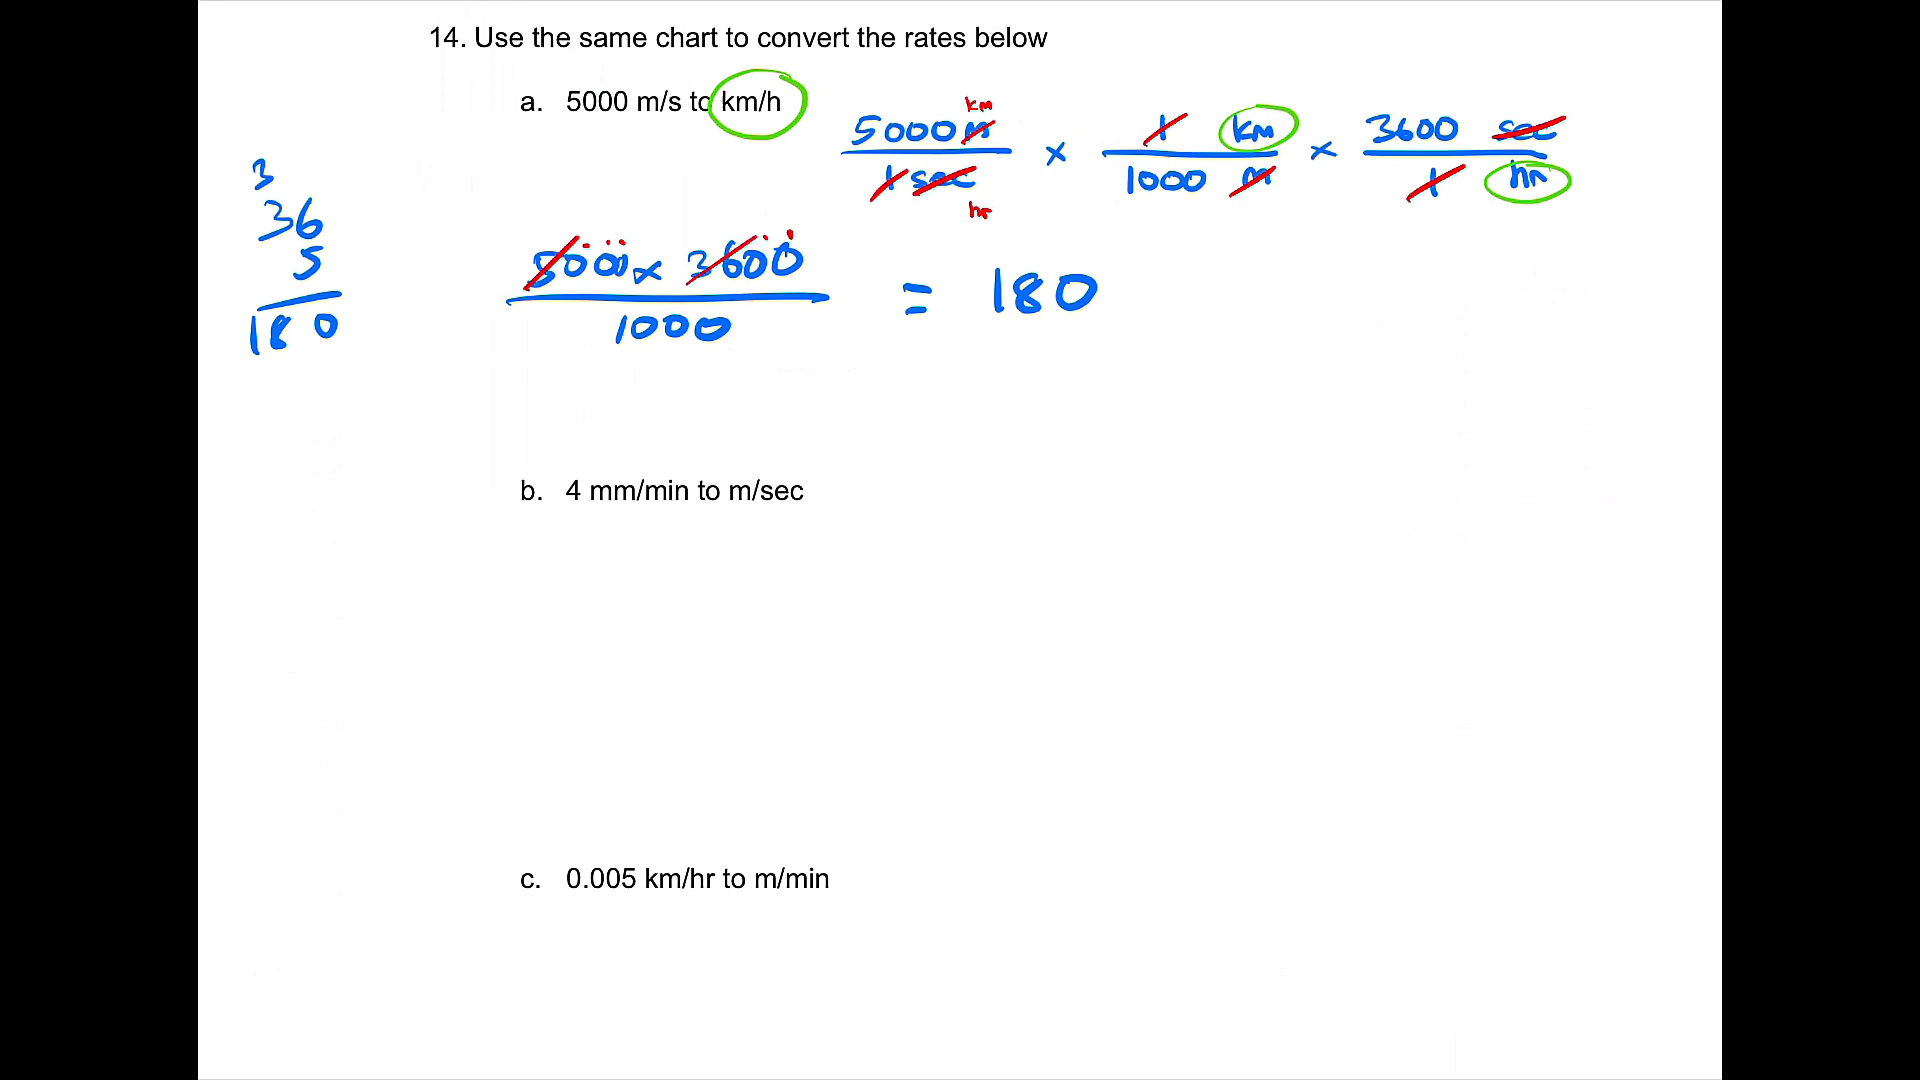 14. Use the same chart to convert the rates below
a. 5000 m/s to km/h
km
5000 m × 1 km × 3600 sec
1 sec 1000 m 1 hr
hr
3
36
5
180
5000 × 3600 = 180
1000
b. 4 mm/min to m/sec
c. 0.005 km/hr to m/min